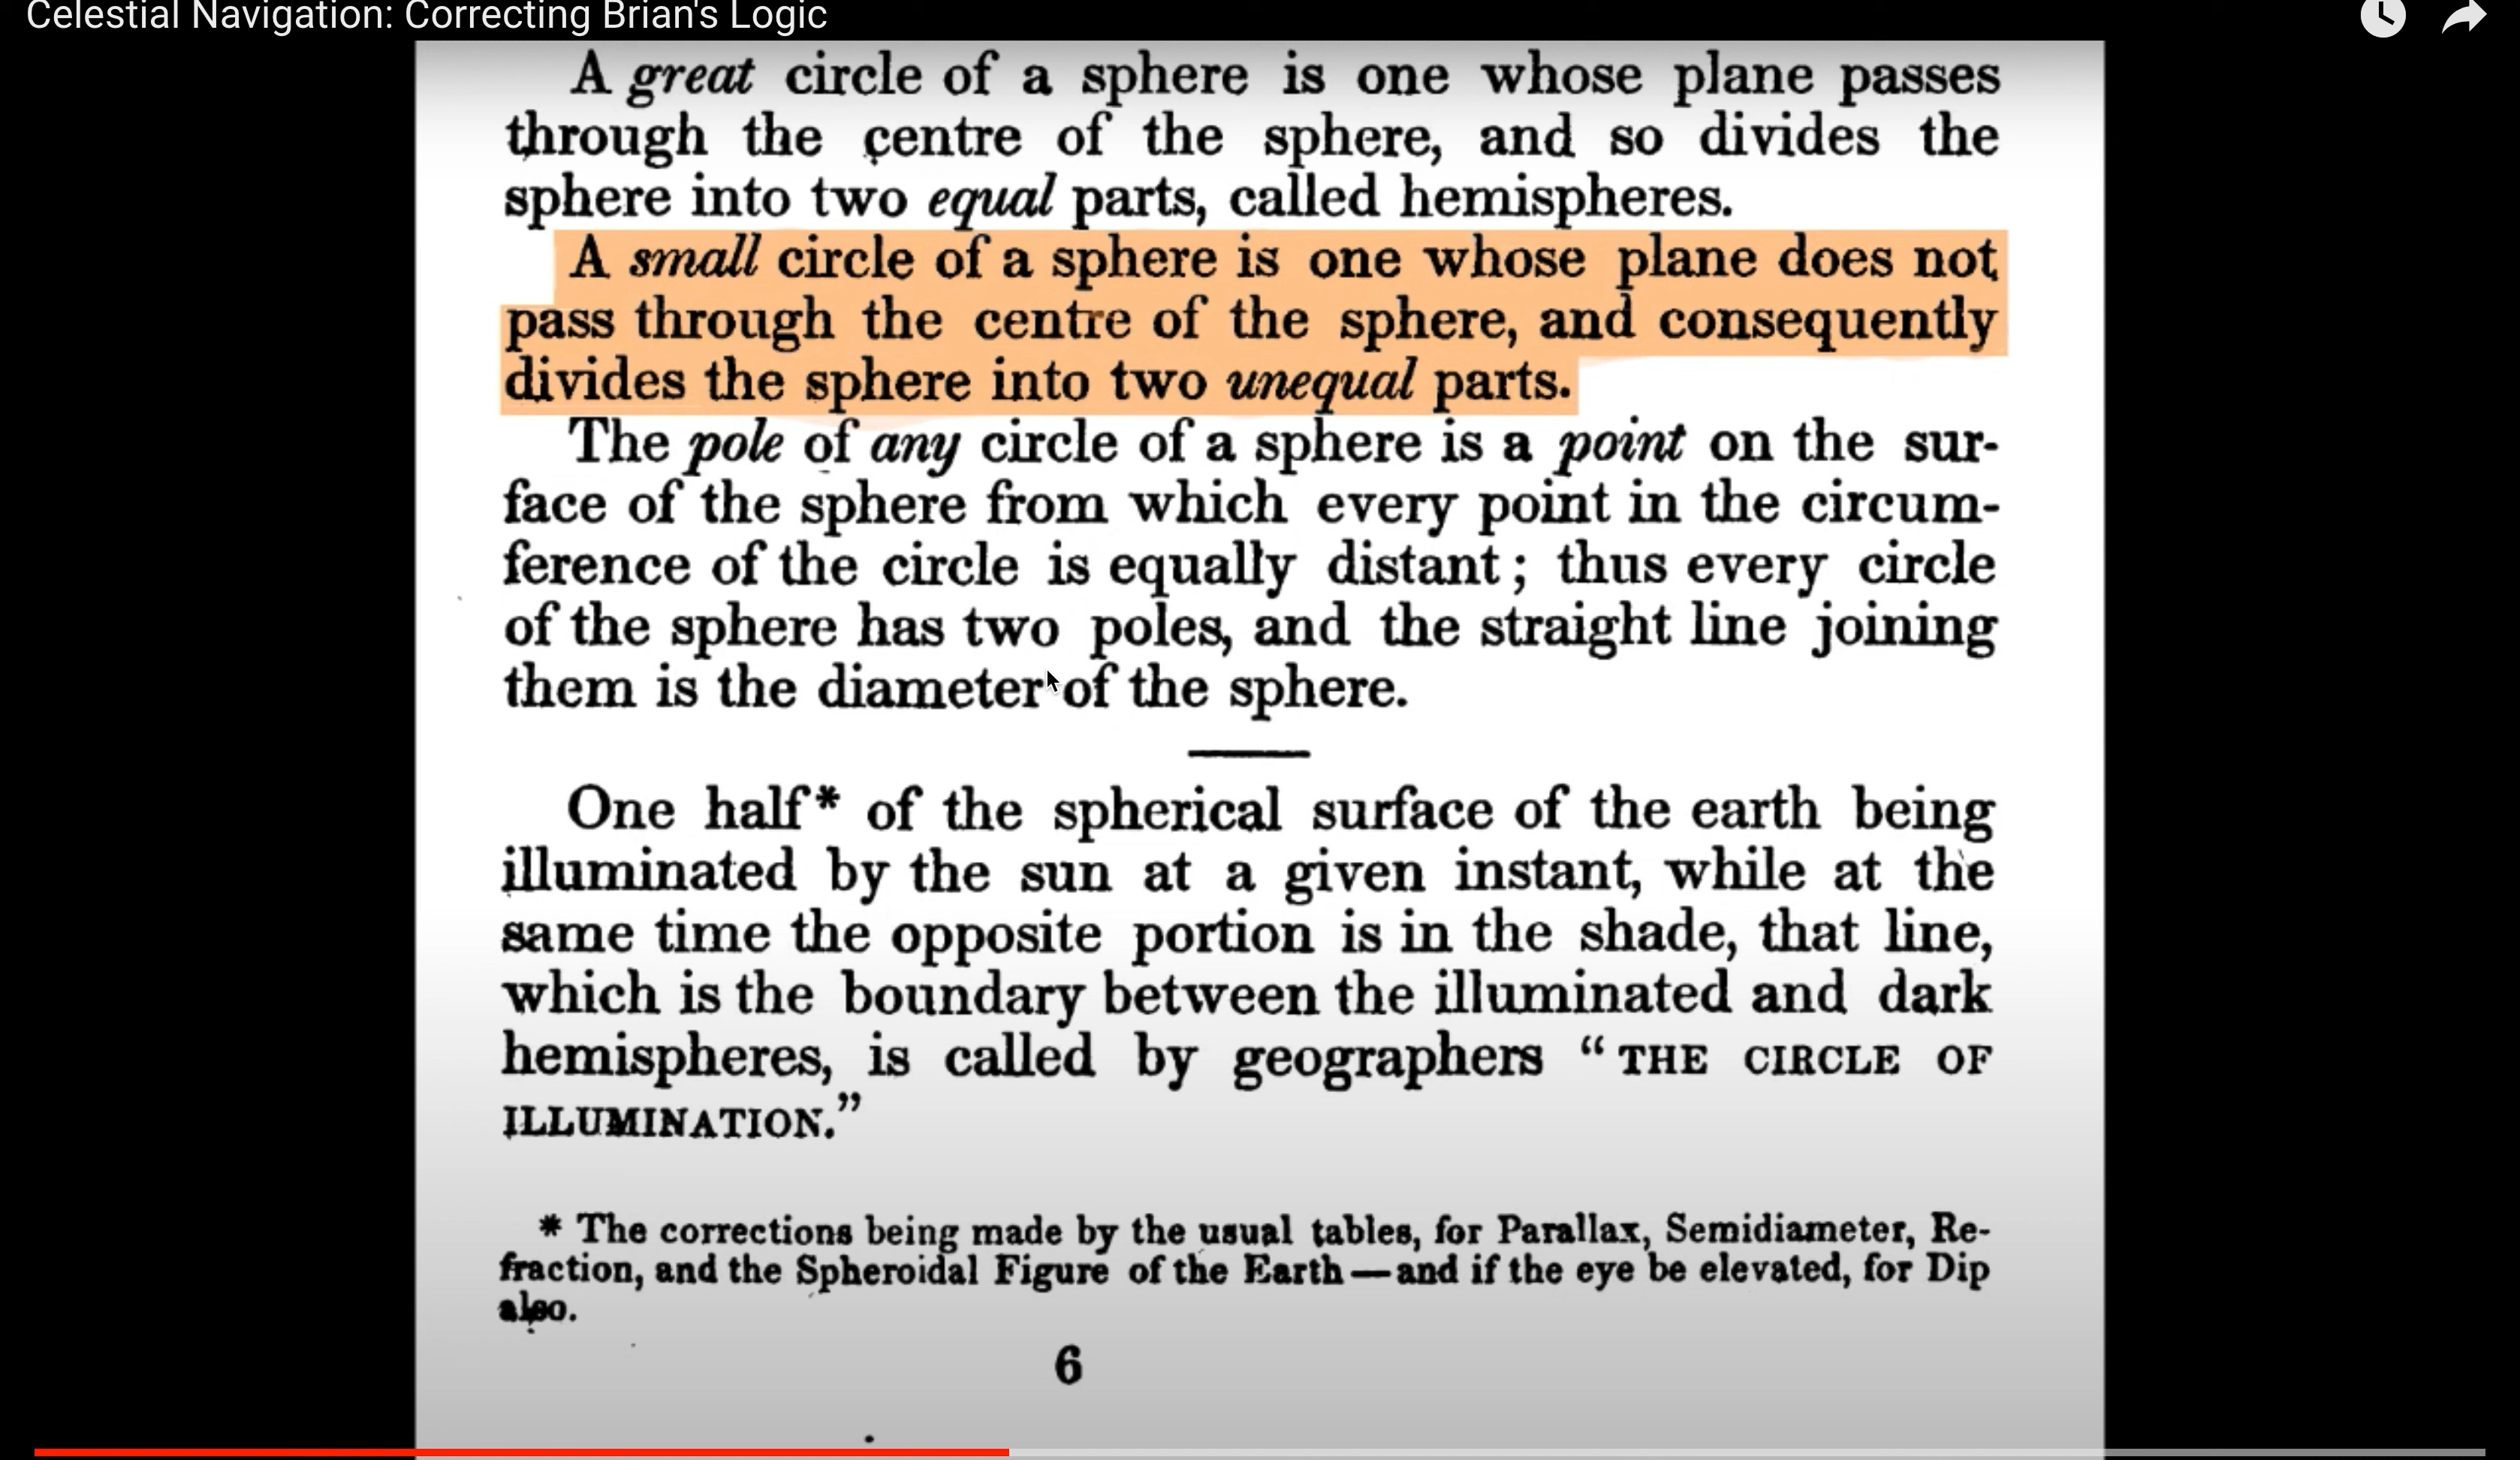 Celestial Navigation: Correcting Brian's Logic
A great circle of a sphere is one whose plane passes
through the centre of the sphere, and so divides the
sphere into two equal parts, called hemispheres.
A small circle of a sphere is one whose plane does not
pass through the centre of the sphere, and consequently
divides the sphere into two unequal parts.
The pole of any circle of a sphere is a point on the sur-
face of the sphere from which every point in the circum-
ference of the circle is equally distant; thus every circle
of the sphere has two poles, and the straight line joining
them is the diameter of the sphere.
One half* of the spherical surface of the earth being
illuminated by the sun at a given instant, while at the
same time the opposite portion is in the shade, that line,
which is the boundary between the illuminated and dark
hemispheres, is called by geographers “THE CIRCLE OF
ILLUMINATION.”
* The corrections being made by the usual tables, for Parallax, Semidiameter, Re-
fraction, and the Spheroidal Figure of the Earth—and if the eye be elevated, for Dip
also.
6